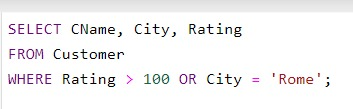 SELECT CName, City, Rating
FROM Customer
WHERE Rating > 100 OR City = 'Rome';